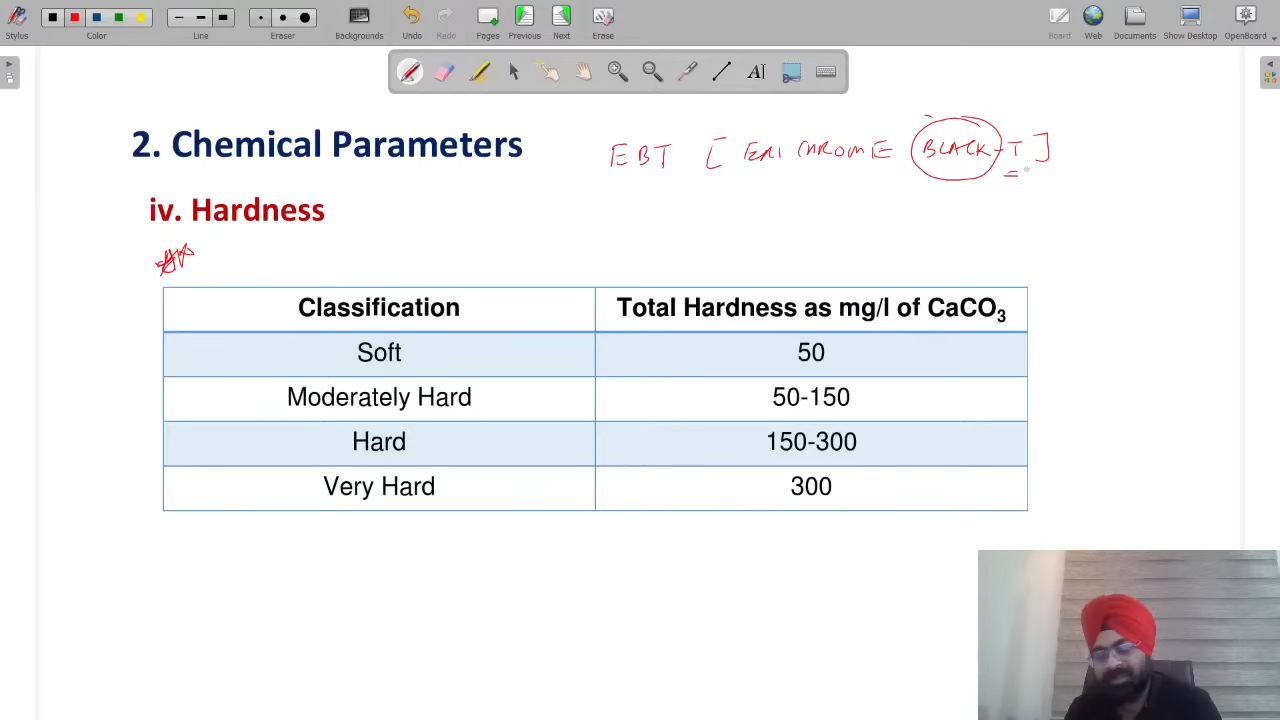 Stylus Color Line Eraser Backgrounds Undo Redo Pages Previous Next Erase Board Web Documents Show Desktop OpenBoard
2. Chemical Parameters
EBT [ ERI CHROME BLACK-T ]
iv. Hardness
Classification Total Hardness as mg/l of CaCO₃
Soft 50
Moderately Hard 50-150
Hard 150-300
Very Hard 300